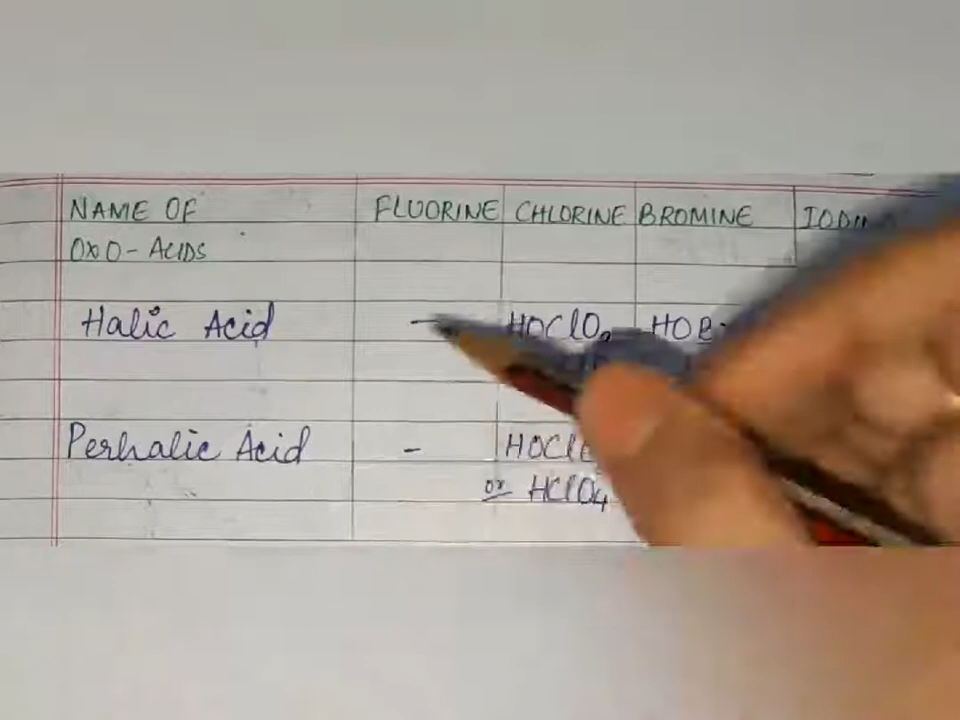 NAME OF FLUORINE CHLORINE BROMINE
OXO-ACIDS
Halic Acid — HOClO₂
Perhalic Acid –
or HClO₄